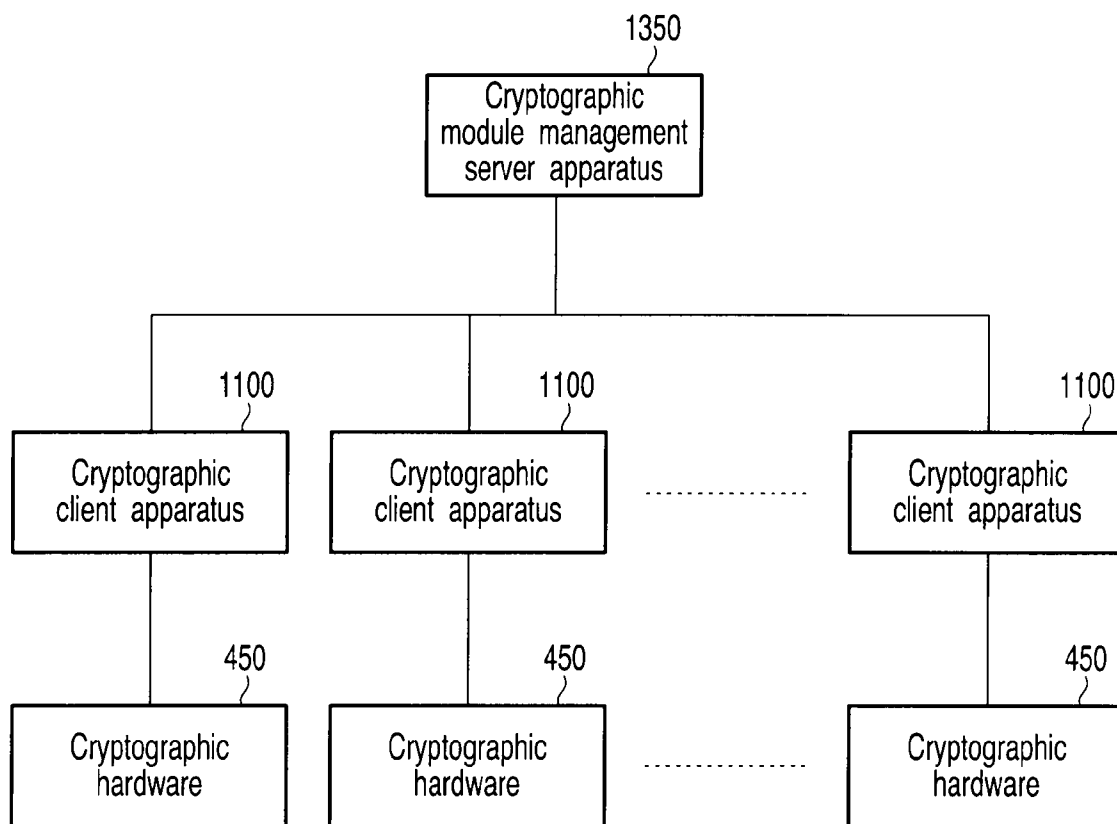 1350
Cryptographic
module management
server apparatus
1100
1100
1100
Cryptographic
client apparatus
Cryptographic
client apparatus
Cryptographic
client apparatus
450
450
450
Cryptographic
hardware
Cryptographic
hardware
Cryptographic
hardware